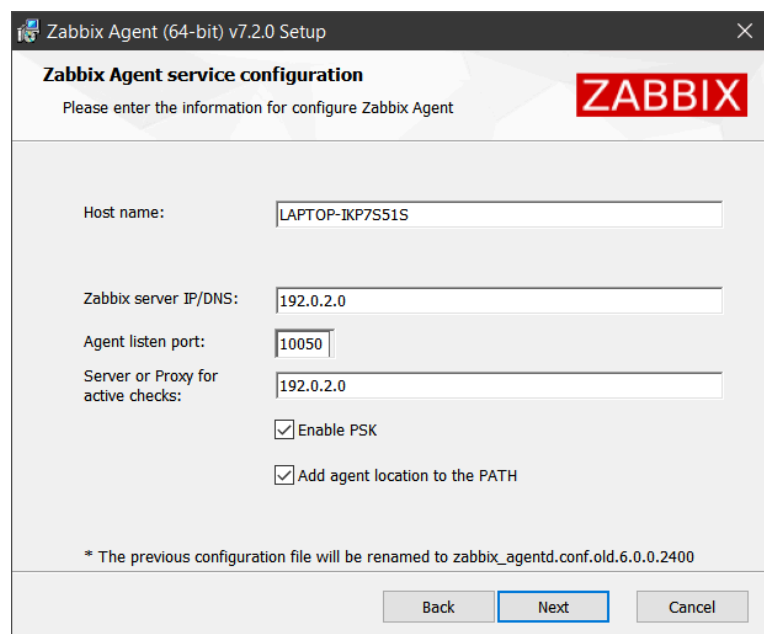 Zabbix Agent (64-bit) v7.2.0 Setup
Zabbix Agent service configuration
Please enter the information for configure Zabbix Agent
ZABBIX
Host name:
LAPTOP-IKP7S51S
Zabbix server IP/DNS:
192.0.2.0
Agent listen port:
10050
Server or Proxy for
active checks:
192.0.2.0
Enable PSK
Add agent location to the PATH
* The previous configuration file will be renamed to zabbix_agentd.conf.old.6.0.0.2400
Back
Next
Cancel